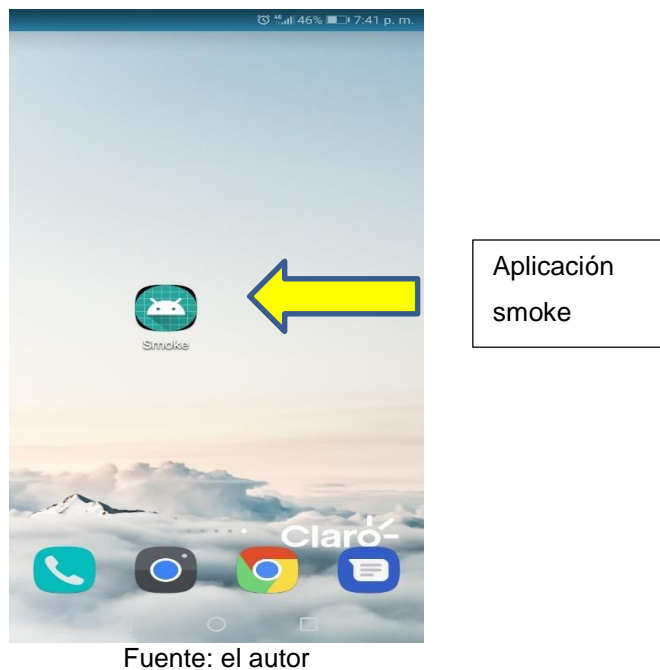 46% 7:41 p. m.
Aplicación
smoke
Smoke
Claro-
Fuente: el autor